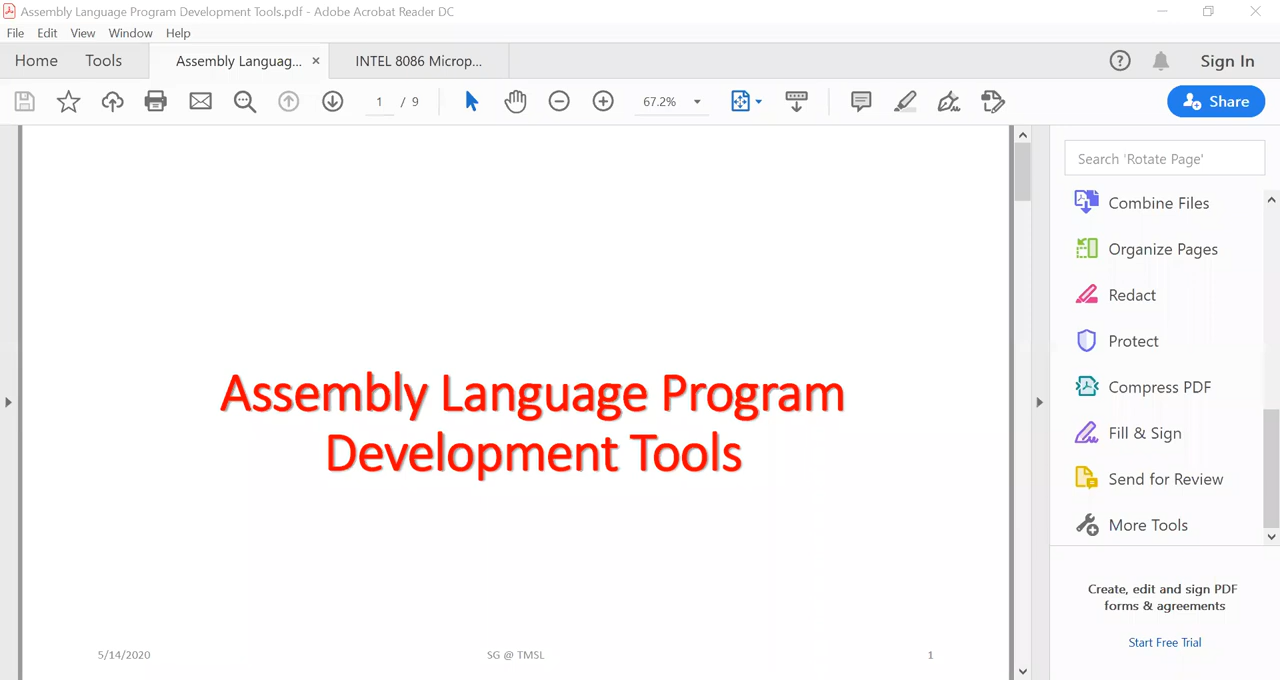 Assembly Language Program Development Tools.pdf - Adobe Acrobat Reader DC
File Edit View Window Help
Home Tools Assembly Languag... × INTEL 8086 Microp... Sign In
1 / 9 67.2% Share
Search 'Rotate Page'
Combine Files
Organize Pages
Redact
Protect
Compress PDF
Fill & Sign
Send for Review
More Tools
Create, edit and sign PDF
forms & agreements
Start Free Trial
Assembly Language Program
Development Tools
5/14/2020 SG @ TMSL 1